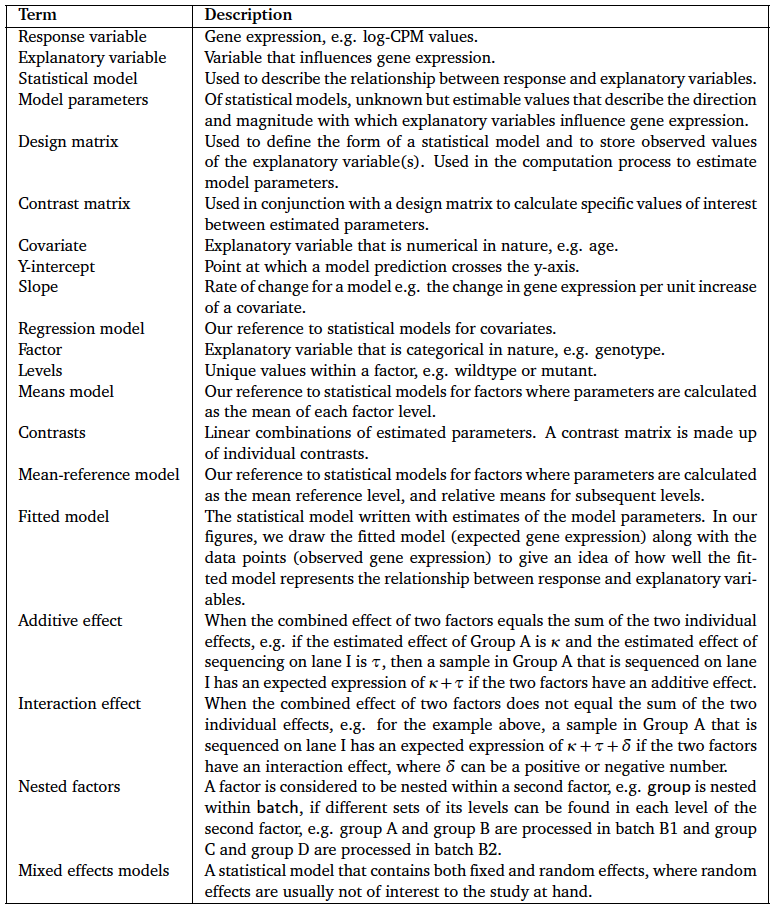 Term Description
Response variable Gene expression, e.g. log-CPM values.
Explanatory variable Variable that influences gene expression.
Statistical model Used to describe the relationship between response and explanatory variables.
Model parameters Of statistical models, unknown but estimable values that describe the direction
and magnitude with which explanatory variables influence gene expression.
Design matrix Used to define the form of a statistical model and to store observed values
of the explanatory variable(s). Used in the computation process to estimate
model parameters.
Contrast matrix Used in conjunction with a design matrix to calculate specific values of interest
between estimated parameters.
Covariate Explanatory variable that is numerical in nature, e.g. age.
Y-intercept Point at which a model prediction crosses the y-axis.
Slope Rate of change for a model e.g. the change in gene expression per unit increase
of a covariate.
Regression model Our reference to statistical models for covariates.
Factor Explanatory variable that is categorical in nature, e.g. genotype.
Levels Unique values within a factor, e.g. wildtype or mutant.
Means model Our reference to statistical models for factors where parameters are calculated
as the mean of each factor level.
Contrasts Linear combinations of estimated parameters. A contrast matrix is made up
of individual contrasts.
Mean-reference model Our reference to statistical models for factors where parameters are calculated
as the mean reference level, and relative means for subsequent levels.
Fitted model The statistical model written with estimates of the model parameters. In our
figures, we draw the fitted model (expected gene expression) along with the
data points (observed gene expression) to give an idea of how well the fit-
ted model represents the relationship between response and explanatory vari-
ables.
Additive effect When the combined effect of two factors equals the sum of the two individual
effects, e.g. if the estimated effect of Group A is κ and the estimated effect of
sequencing on lane I is τ, then a sample in Group A that is sequenced on lane
I has an expected expression of κ+τ if the two factors have an additive effect.
Interaction effect When the combined effect of two factors does not equal the sum of the two
individual effects, e.g. for the example above, a sample in Group A that is
sequenced on lane I has an expected expression of κ+τ+δ if the two factors
have an interaction effect, where δ can be a positive or negative number.
Nested factors A factor is considered to be nested within a second factor, e.g. group is nested
within batch, if different sets of its levels can be found in each level of the
second factor, e.g. group A and group B are processed in batch B1 and group
C and group D are processed in batch B2.
Mixed effects models A statistical model that contains both fixed and random effects, where random
effects are usually not of interest to the study at hand.